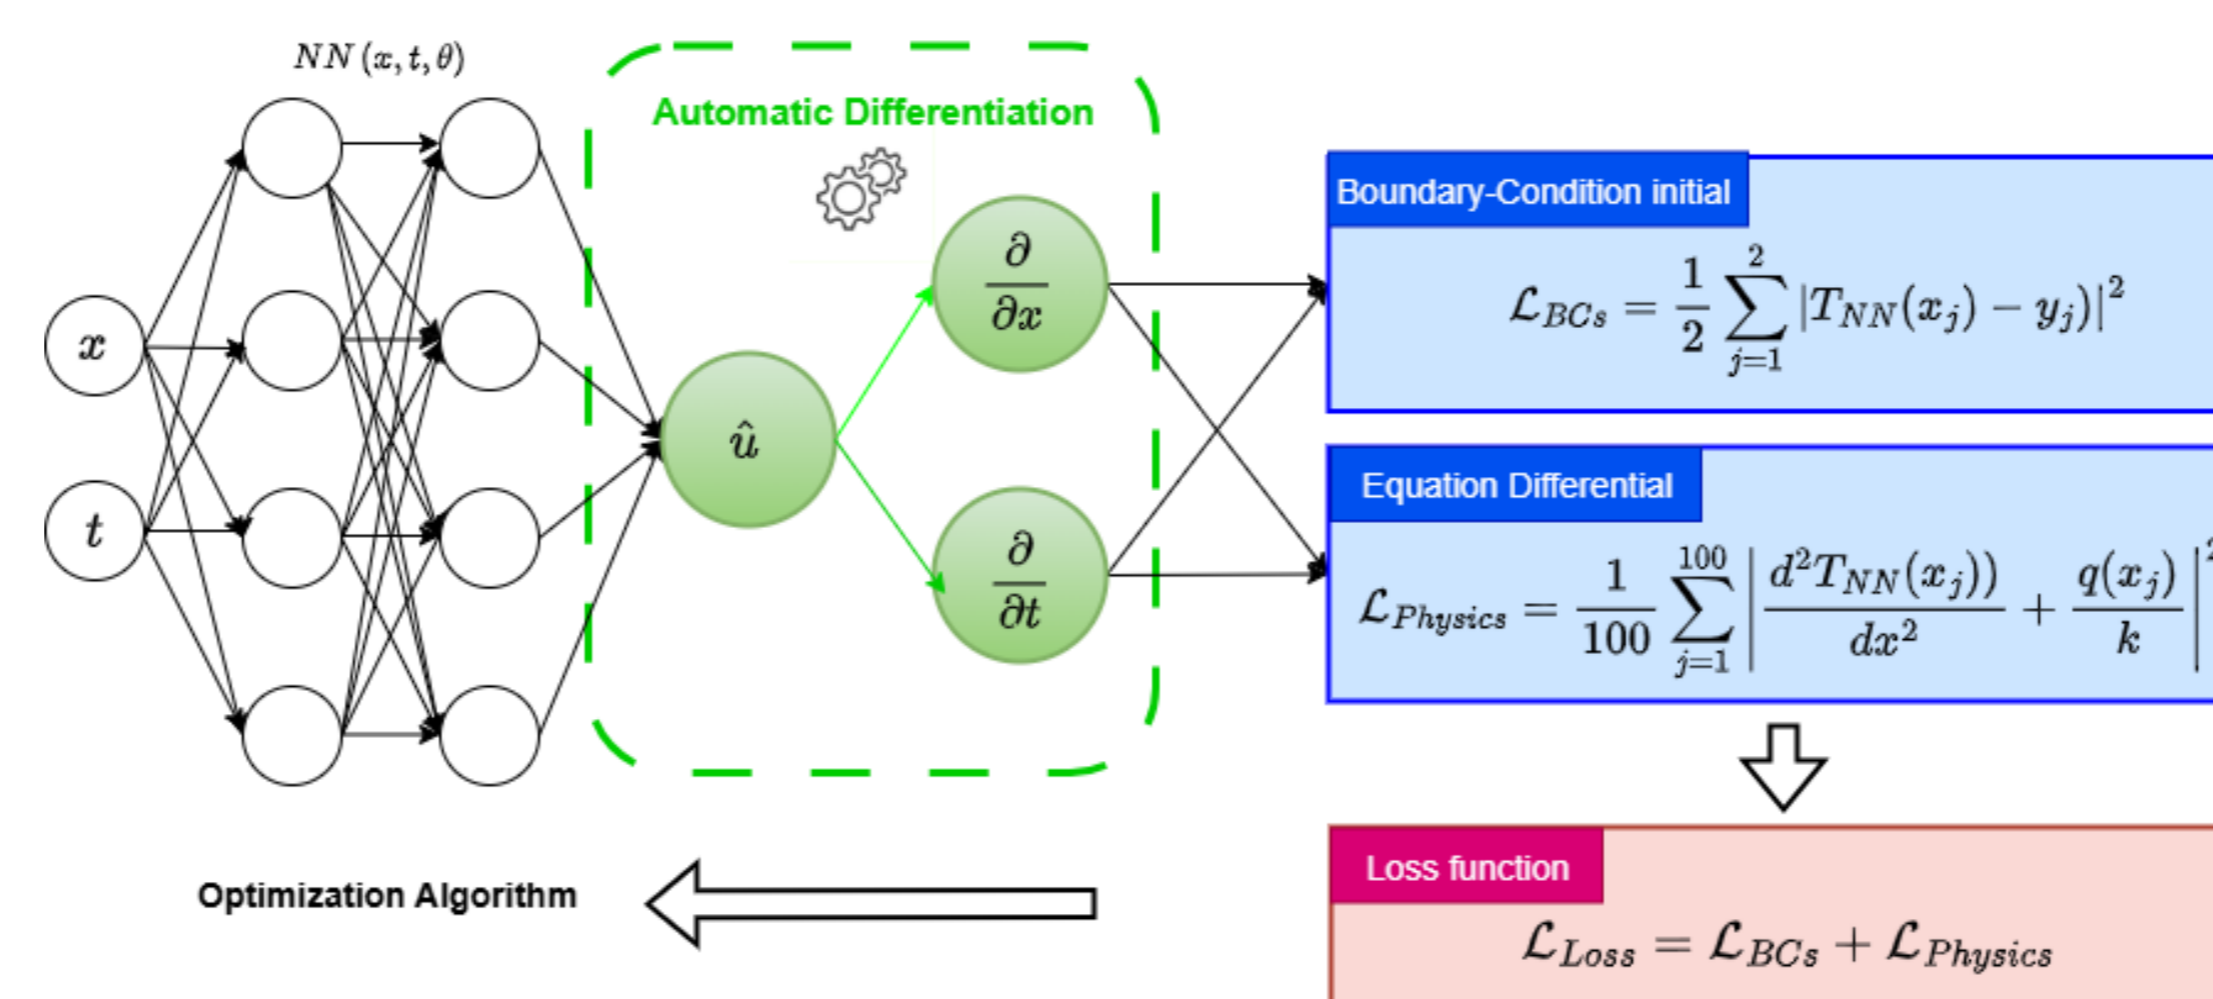 NN (x, t, θ)
Automatic Differentiation
x
t
û
∂/∂x
∂/∂t
Boundary-Condition initial
ℒ_BCs = 1/2 ∑_{j=1}^{2} |T_NN(x_j) − y_j)|²
Equation Differential
ℒ_Physics = 1/100 ∑_{j=1}^{100} | d²T_NN(x_j))/dx² + q(x_j)/k |²
Loss function
ℒ_Loss = ℒ_BCs + ℒ_Physics
Optimization Algorithm